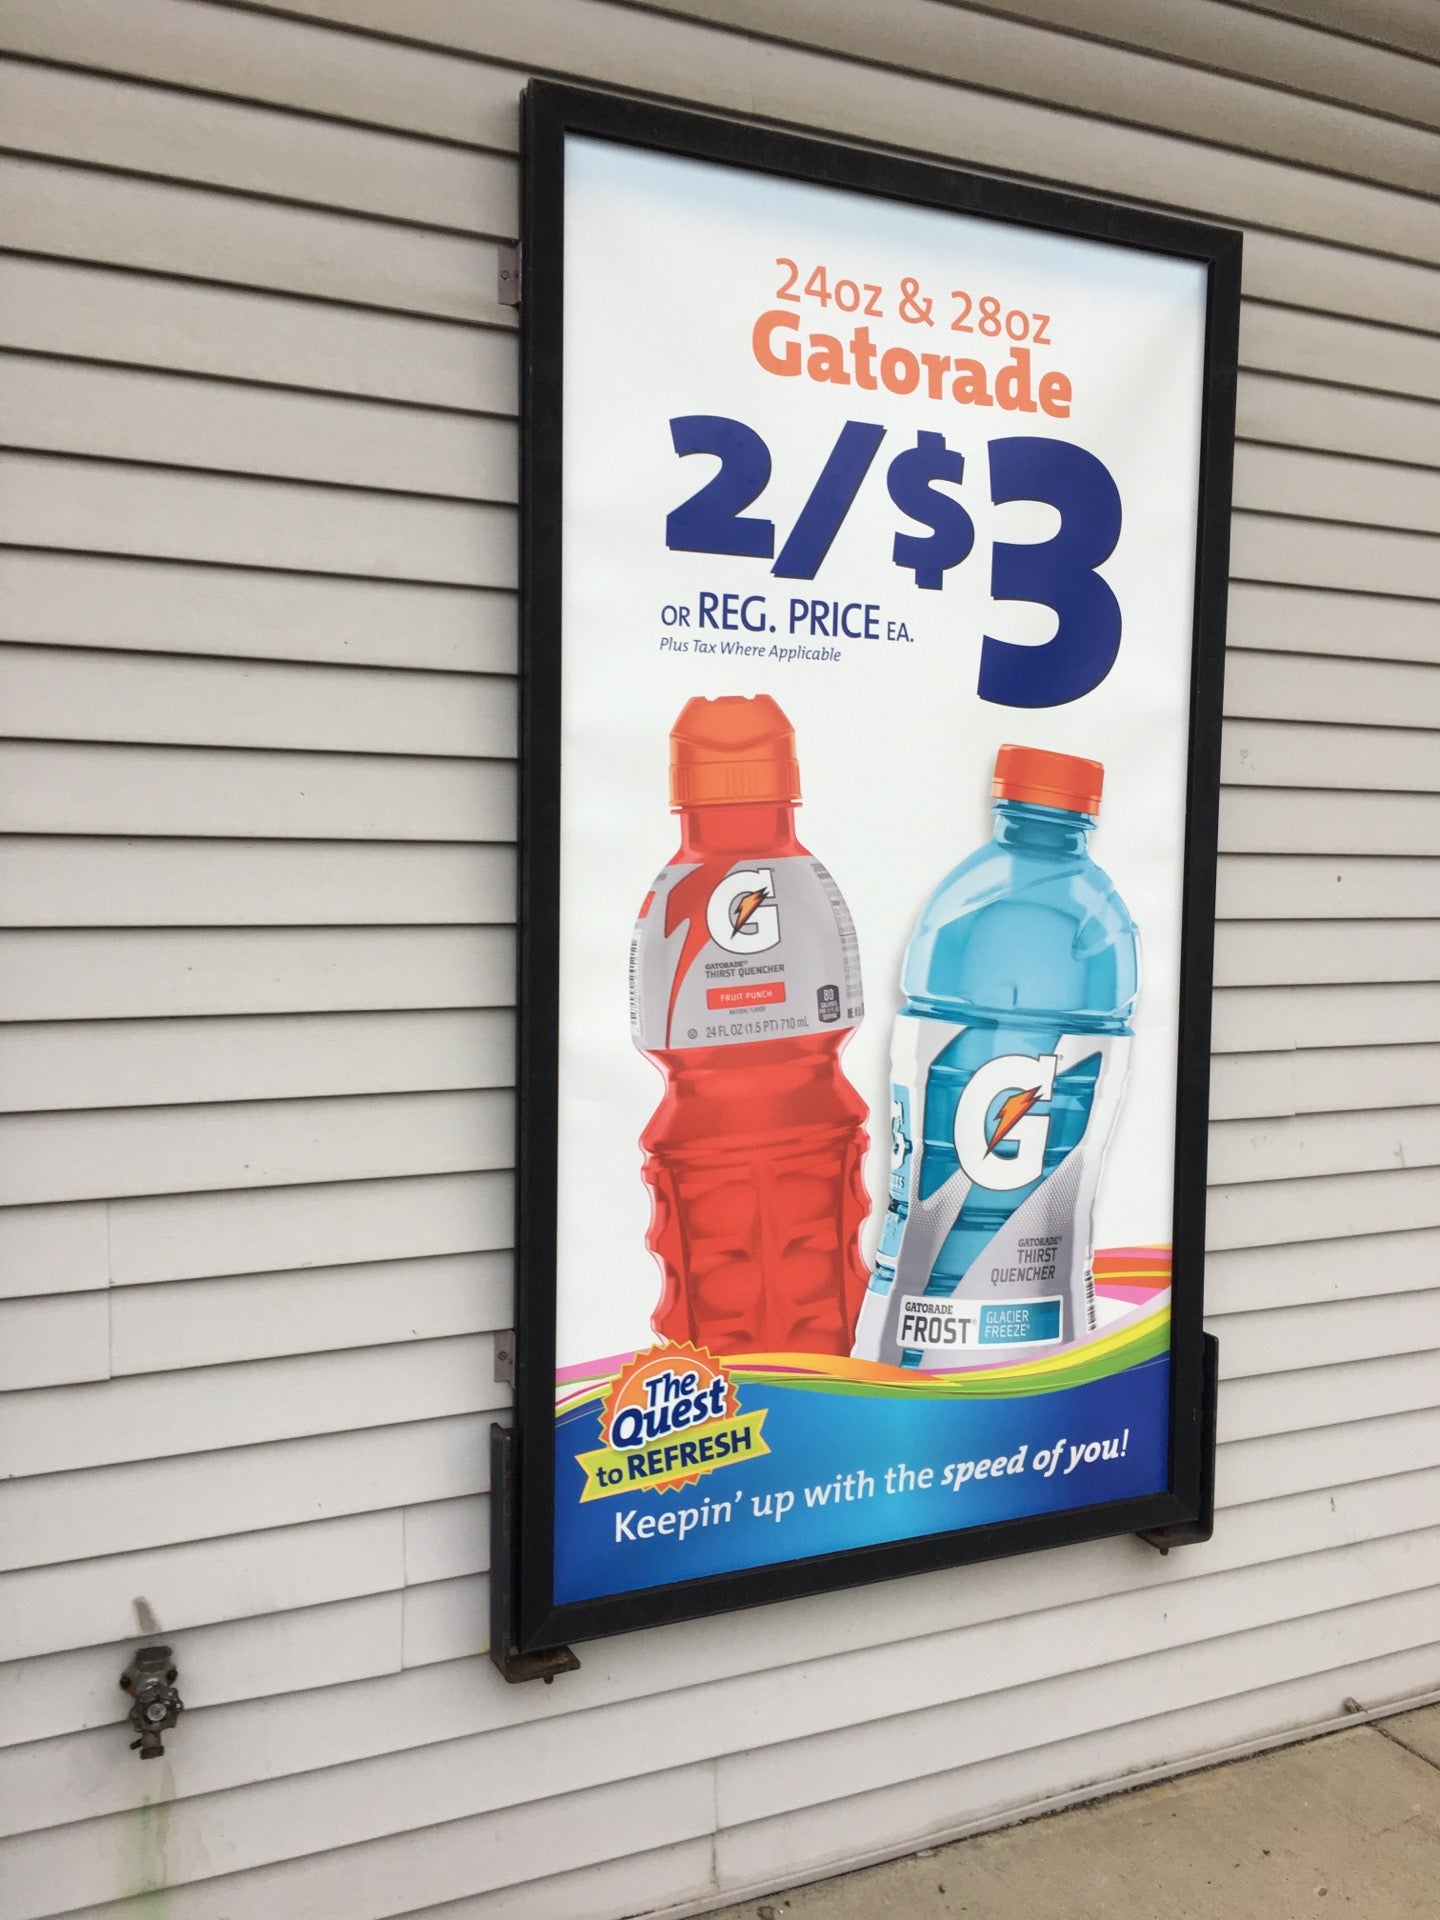 24oz & 28oz
Gatorade
2/$3
OR REG. PRICE EA.
Plus Tax Where Applicable
G
GATORADE®
THIRST QUENCHER
FRUIT PUNCH
24 FL OZ (1.5 PT) 710 mL
80
G
GATORADE®
THIRST
QUENCHER
GATORADE
FROST®
GLACIER
FREEZE®
The
Quest
to REFRESH
Keepin' up with the speed of you!